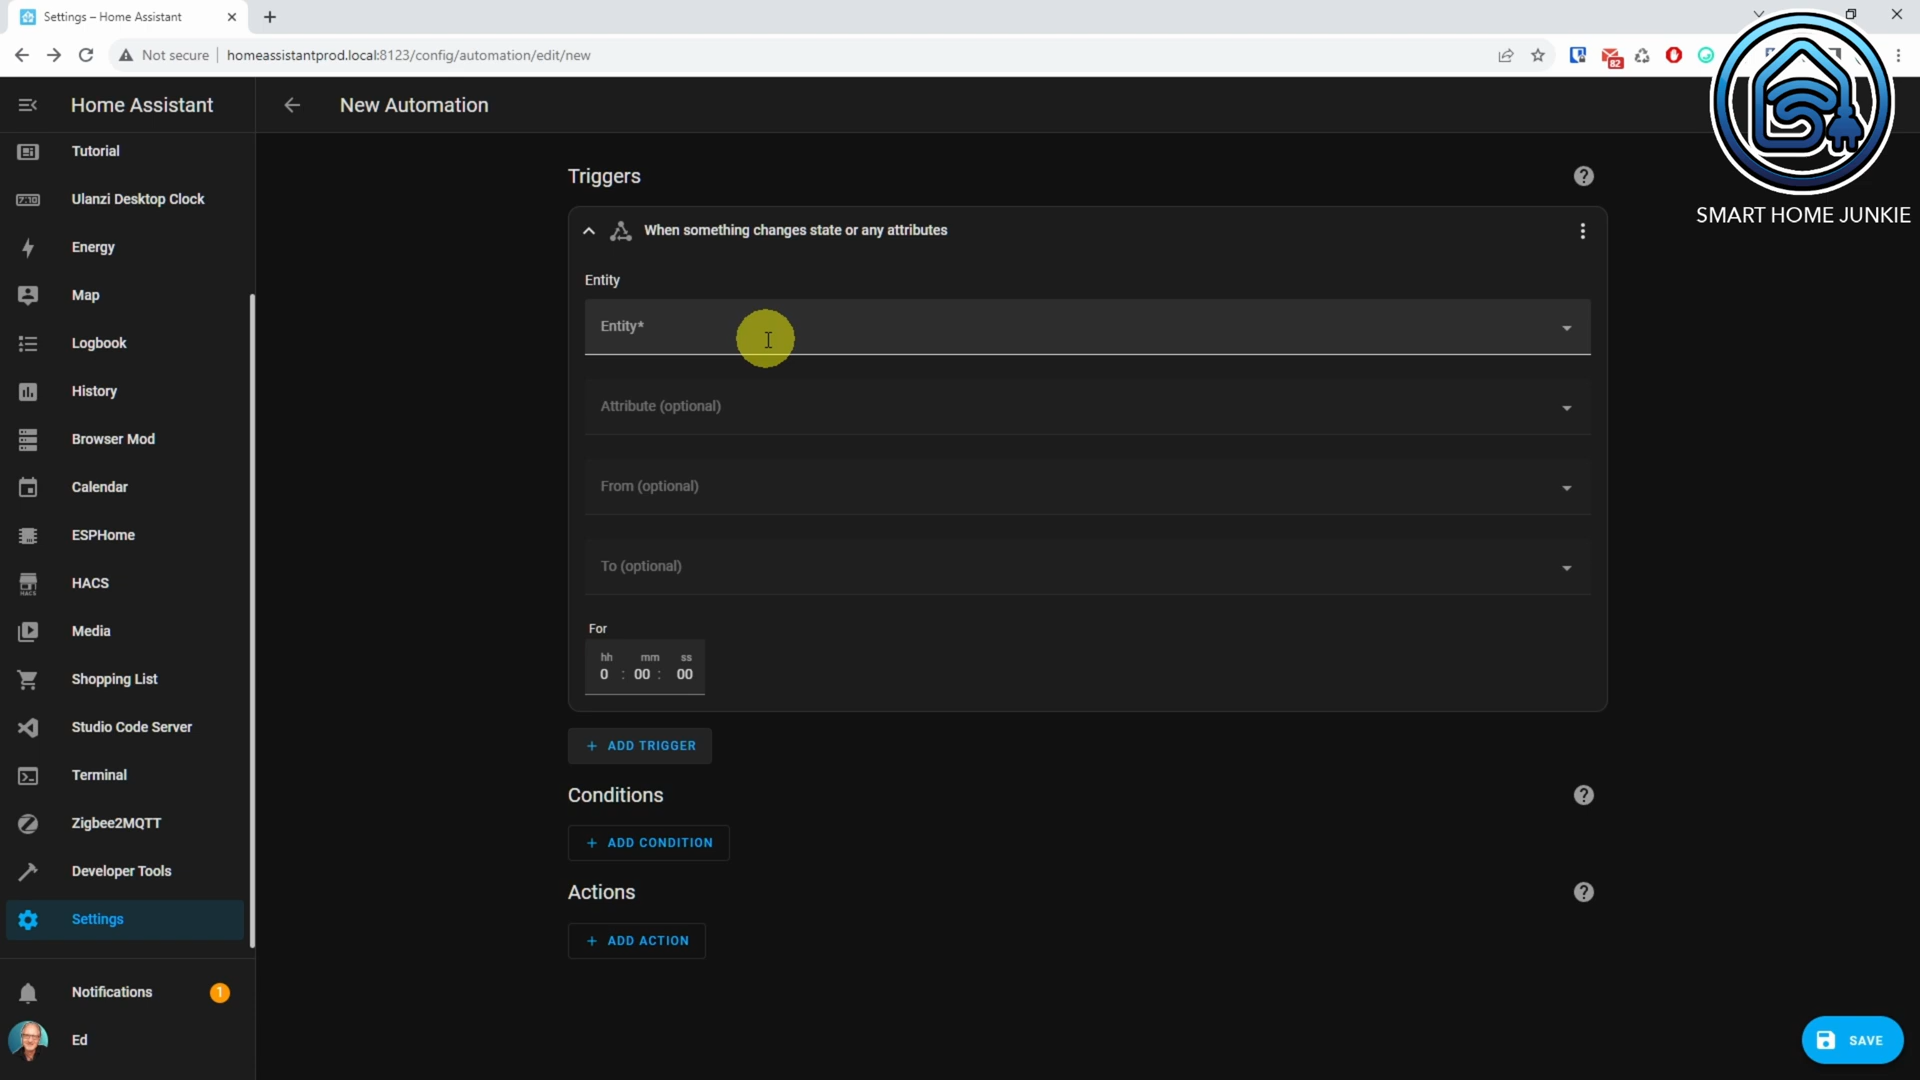 Settings – Home Assistant
Not secure
homeassistantprod.local:8123/config/automation/edit/new
82
Home Assistant
New Automation
SMART HOME JUNKIE
Tutorial
7:10
Ulanzi Desktop Clock
Energy
Map
Logbook
History
Browser Mod
Calendar
ESPHome
HACS
HACS
Media
Shopping List
Studio Code Server
Terminal
Zigbee2MQTT
Developer Tools
Settings
Notifications
1
Ed
Triggers
When something changes state or any attributes
Entity
Entity*
Attribute (optional)
From (optional)
To (optional)
For
hh mm ss
0 : 00 : 00
ADD TRIGGER
Conditions
ADD CONDITION
Actions
ADD ACTION
SAVE